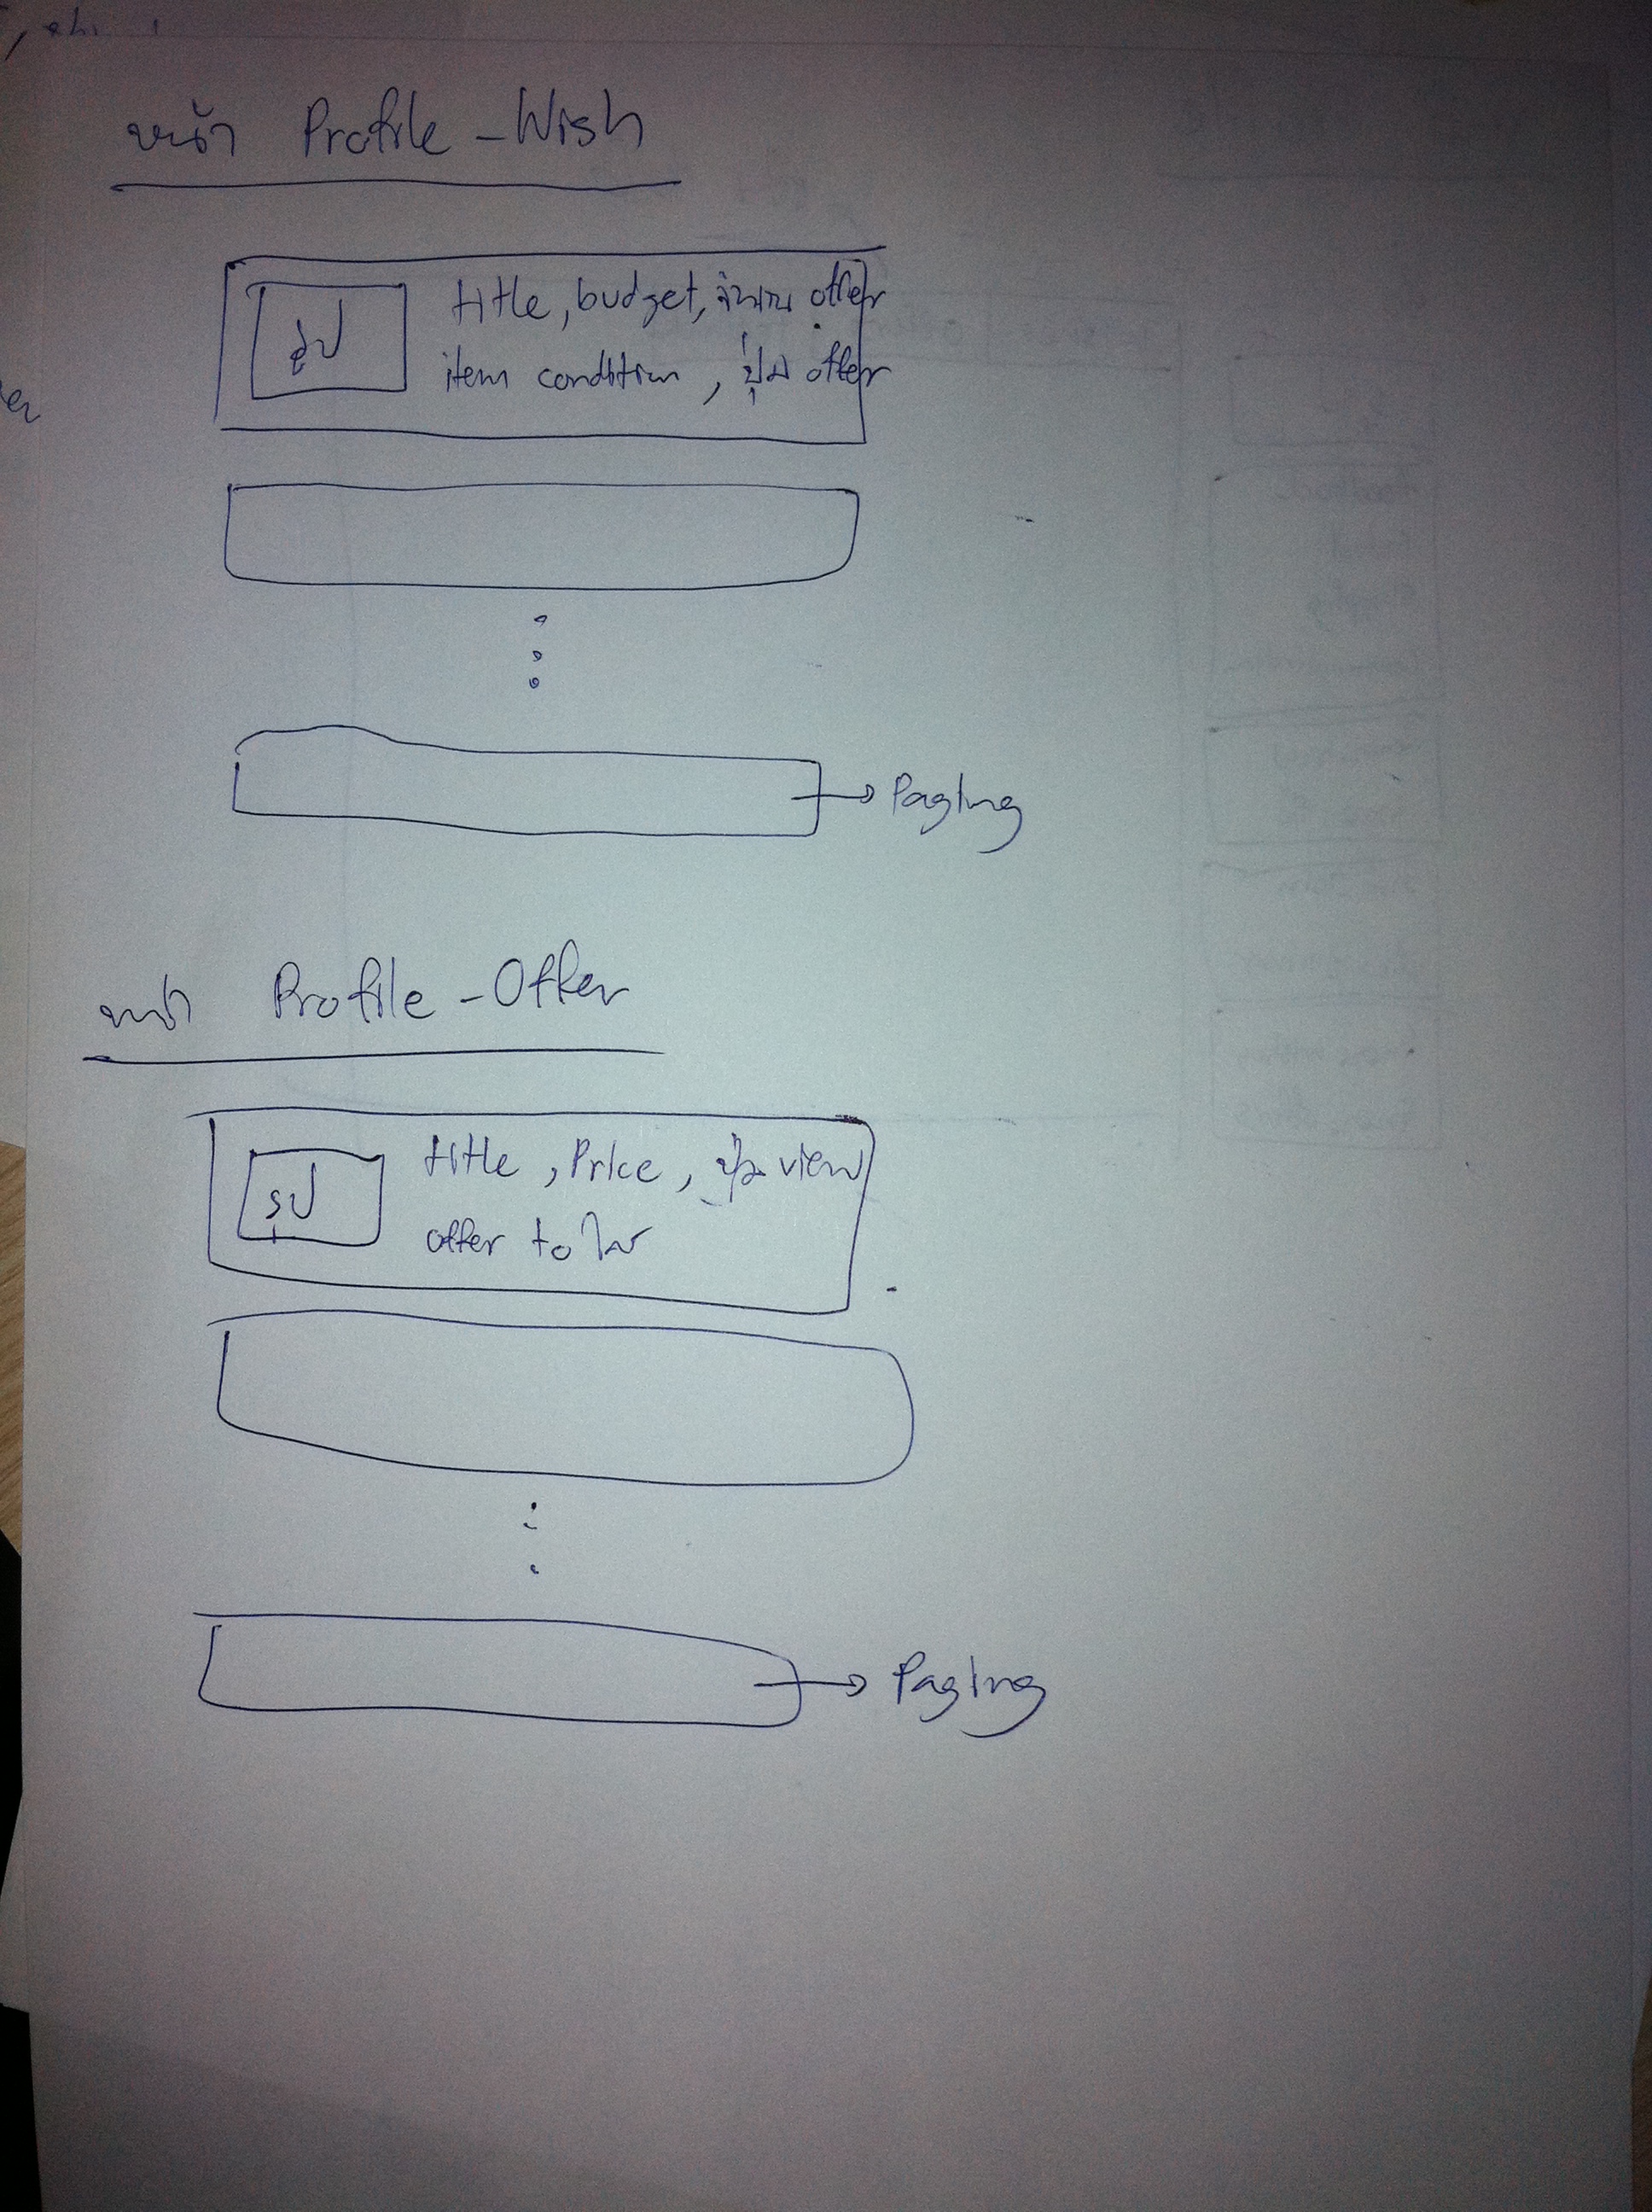 หน้า Profile - Wish
รูป
title, budget, จำนวน offer
item condition, ปุ่ม offer
Paging
หน้า Profile - Offer
รูป
title, Price, ปุ่ม view
offer to ใคร
Paging